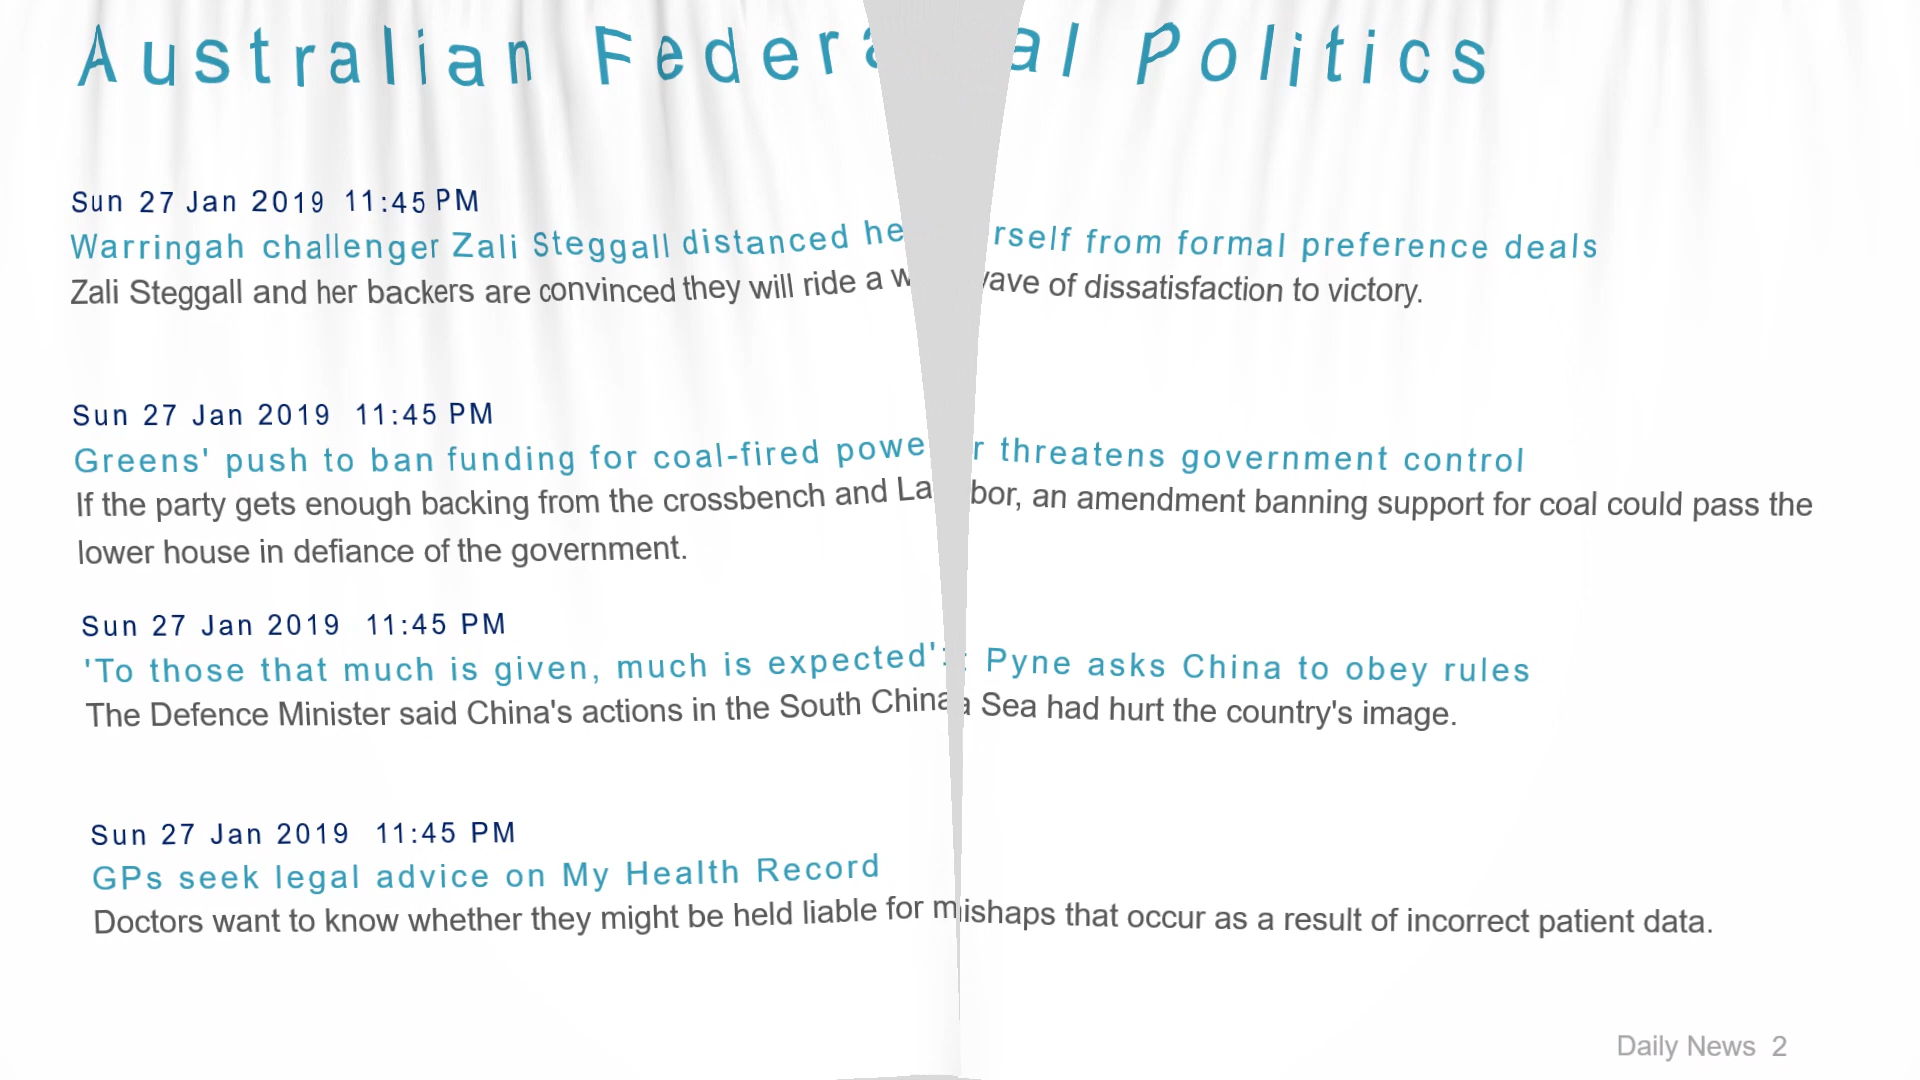 Australian Federal Politics
Sun 27 Jan 2019 11:45 PM
Warringah challenger Zali Steggall distanced herself from formal preference deals
Zali Steggall and her backers are convinced they will ride a wave of dissatisfaction to victory.
Sun 27 Jan 2019 11:45 PM
Greens' push to ban funding for coal-fired power threatens government control
If the party gets enough backing from the crossbench and Labor, an amendment banning support for coal could pass the
lower house in defiance of the government.
Sun 27 Jan 2019 11:45 PM
'To those that much is given, much is expected': Pyne asks China to obey rules
The Defence Minister said China's actions in the South China Sea had hurt the country's image.
Sun 27 Jan 2019 11:45 PM
GPs seek legal advice on My Health Record
Doctors want to know whether they might be held liable for mishaps that occur as a result of incorrect patient data.
Daily News 2